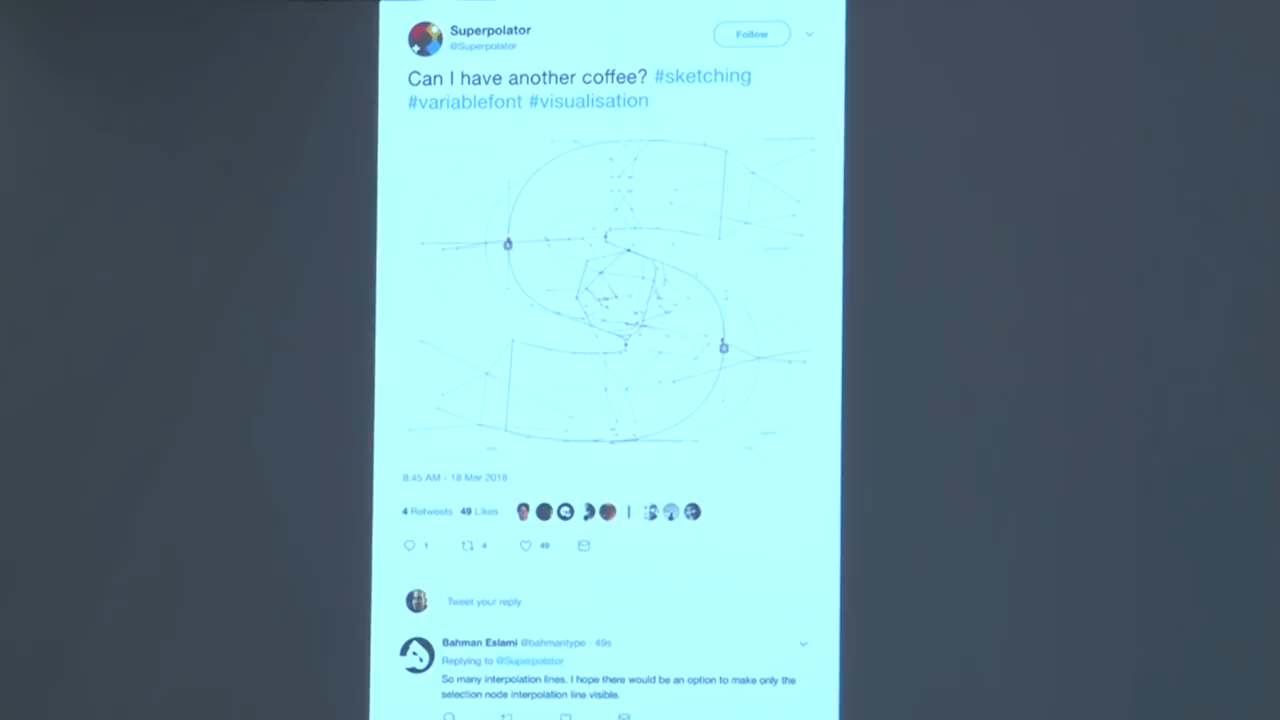 Superpolator
@Superpolator
Follow
Can I have another coffee? #sketching
#variablefont #visualisation
8:45 AM - 18 Mar 2018
4 Retweets 49 Likes
1 4 49
Tweet your reply
Bahman Eslami @bahmantype · 49s
Replying to @Superpolator
So many interpolation lines. I hope there would be an option to make only the
selection node interpolation line visible.